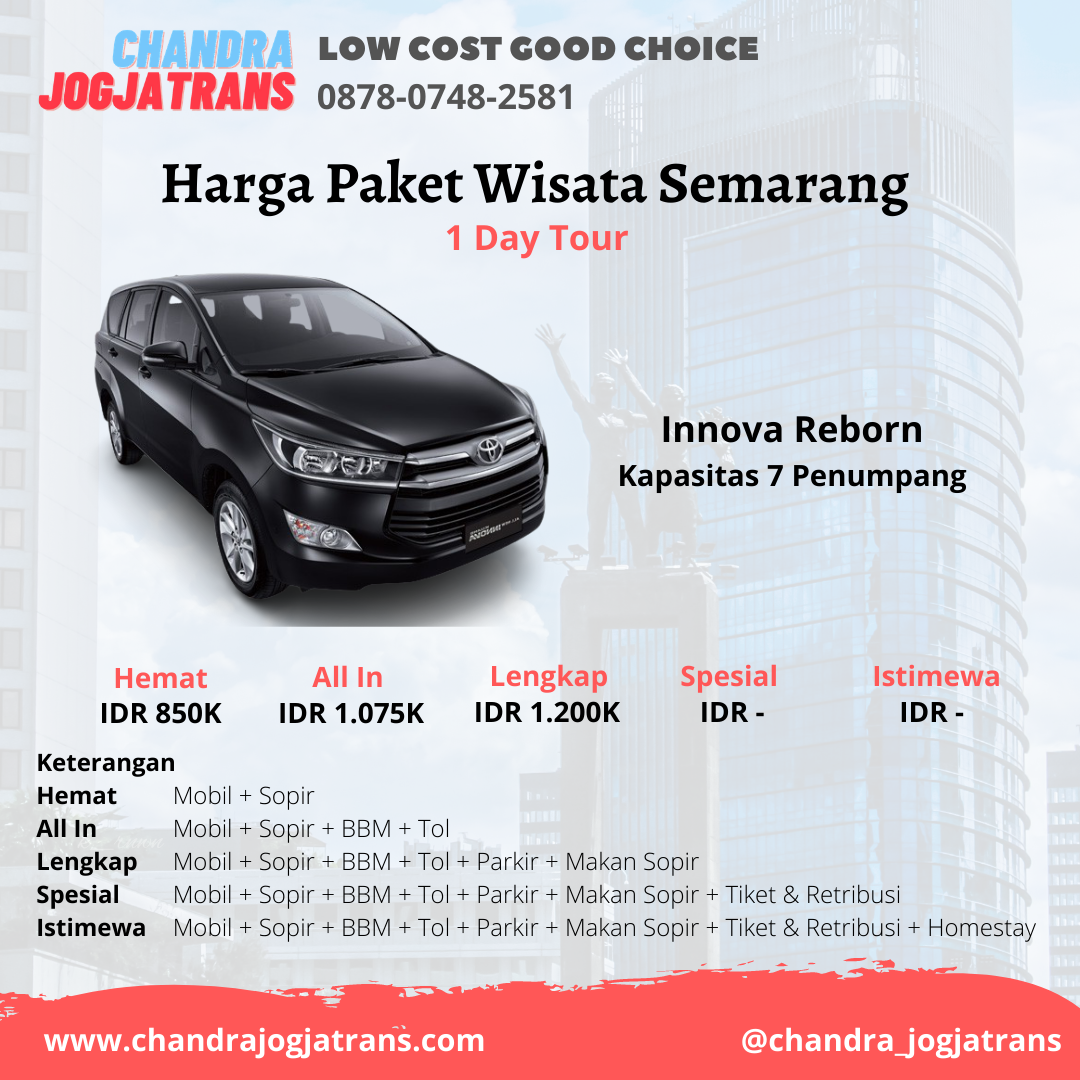 CHANDRA
JOGJATRANS
LOW COST GOOD CHOICE
0878-0748-2581
Harga Paket Wisata Semarang
1 Day Tour
Innova Reborn
Kapasitas 7 Penumpang
Hemat All In Lengkap Spesial Istimewa
IDR 850K IDR 1.075K IDR 1.200K IDR - IDR -
Keterangan
Hemat Mobil + Sopir
All In Mobil + Sopir + BBM + Tol
Lengkap Mobil + Sopir + BBM + Tol + Parkir + Makan Sopir
Spesial Mobil + Sopir + BBM + Tol + Parkir + Makan Sopir + Tiket & Retribusi
Istimewa Mobil + Sopir + BBM + Tol + Parkir + Makan Sopir + Tiket & Retribusi + Homestay
www.chandrajogjatrans.com @chandra_jogjatrans